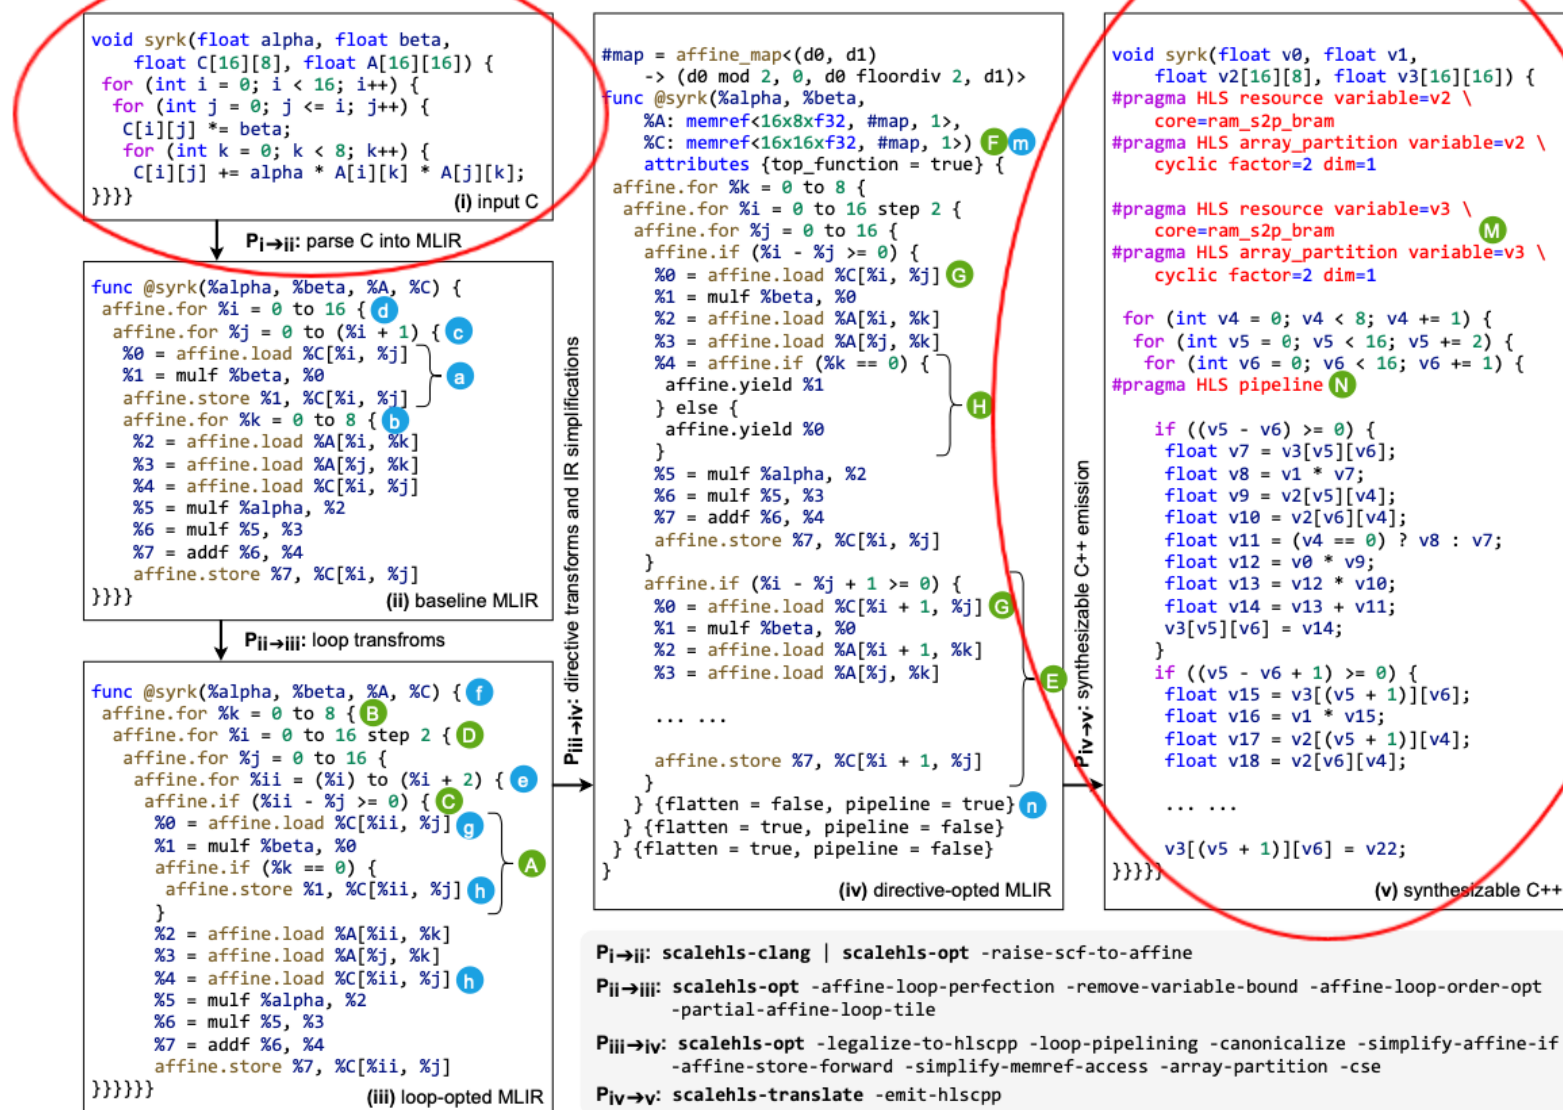 void syrk(float alpha, float beta,
float C[16][8], float A[16][16]) {
for (int i = 0; i < 16; i++) {
for (int j = 0; j <= i; j++) {
C[i][j] *= beta;
for (int k = 0; k < 8; k++) {
C[i][j] += alpha * A[i][k] * A[j][k];
}}}}
(i) input C
Pi→ii: parse C into MLIR
func @syrk(%alpha, %beta, %A, %C) {
affine.for %i = 0 to 16 { d
affine.for %j = 0 to (%i + 1) { c
%0 = affine.load %C[%i, %j]
%1 = mulf %beta, %0 a
affine.store %1, %C[%i, %j]
affine.for %k = 0 to 8 { b
%2 = affine.load %A[%i, %k]
%3 = affine.load %A[%j, %k]
%4 = affine.load %C[%i, %j]
%5 = mulf %alpha, %2
%6 = mulf %5, %3
%7 = addf %6, %4
affine.store %7, %C[%i, %j]
}}}}
(ii) baseline MLIR
Pii→iii: loop transfroms
func @syrk(%alpha, %beta, %A, %C) { f
affine.for %k = 0 to 8 { B
affine.for %i = 0 to 16 step 2 { D
affine.for %j = 0 to 16 {
affine.for %ii = (%i) to (%i + 2) { e
affine.if (%ii - %j >= 0) { C
%0 = affine.load %C[%ii, %j] g
%1 = mulf %beta, %0
affine.if (%k == 0) { A
affine.store %1, %C[%ii, %j] h
}
%2 = affine.load %A[%ii, %k]
%3 = affine.load %A[%j, %k]
%4 = affine.load %C[%ii, %j] h
%5 = mulf %alpha, %2
%6 = mulf %5, %3
%7 = addf %6, %4
affine.store %7, %C[%ii, %j]
}}}}}}
(iii) loop-opted MLIR
Piii→iv: directive transforms and IR simplifications
#map = affine_map<(d0, d1)
-> (d0 mod 2, 0, d0 floordiv 2, d1)>
func @syrk(%alpha, %beta,
%A: memref<16x8xf32, #map, 1>,
%C: memref<16x16xf32, #map, 1>) F m
attributes {top_function = true} {
affine.for %k = 0 to 8 {
affine.for %i = 0 to 16 step 2 {
affine.for %j = 0 to 16 {
affine.if (%i - %j >= 0) {
%0 = affine.load %C[%i, %j] G
%1 = mulf %beta, %0
%2 = affine.load %A[%i, %k]
%3 = affine.load %A[%j, %k]
%4 = affine.if (%k == 0) {
affine.yield %1
} else { H
affine.yield %0
}
%5 = mulf %alpha, %2
%6 = mulf %5, %3
%7 = addf %6, %4
affine.store %7, %C[%i, %j]
}
affine.if (%i - %j + 1 >= 0) {
%0 = affine.load %C[%i + 1, %j] G
%1 = mulf %beta, %0
%2 = affine.load %A[%i + 1, %k]
%3 = affine.load %A[%j, %k] E
... ...
affine.store %7, %C[%i + 1, %j]
}
} {flatten = false, pipeline = true} n
} {flatten = true, pipeline = false}
} {flatten = true, pipeline = false}
}
(iv) directive-opted MLIR
Piv→v: synthesizable C++ emission
void syrk(float v0, float v1,
float v2[16][8], float v3[16][16]) {
#pragma HLS resource variable=v2 \
core=ram_s2p_bram
#pragma HLS array_partition variable=v2 \
cyclic factor=2 dim=1
#pragma HLS resource variable=v3 \
core=ram_s2p_bram M
#pragma HLS array_partition variable=v3 \
cyclic factor=2 dim=1
for (int v4 = 0; v4 < 8; v4 += 1) {
for (int v5 = 0; v5 < 16; v5 += 2) {
for (int v6 = 0; v6 < 16; v6 += 1) {
#pragma HLS pipeline N
if ((v5 - v6) >= 0) {
float v7 = v3[v5][v6];
float v8 = v1 * v7;
float v9 = v2[v5][v4];
float v10 = v2[v6][v4];
float v11 = (v4 == 0) ? v8 : v7;
float v12 = v0 * v9;
float v13 = v12 * v10;
float v14 = v13 + v11;
v3[v5][v6] = v14;
}
if ((v5 - v6 + 1) >= 0) {
float v15 = v3[(v5 + 1)][v6];
float v16 = v1 * v15;
float v17 = v2[(v5 + 1)][v4];
float v18 = v2[v6][v4];
... ...
v3[(v5 + 1)][v6] = v22;
}}}}}
(v) synthesizable C++
Pi→ii: scalehls-clang | scalehls-opt -raise-scf-to-affine
Pii→iii: scalehls-opt -affine-loop-perfection -remove-variable-bound -affine-loop-order-opt
-partial-affine-loop-tile
Piii→iv: scalehls-opt -legalize-to-hlscpp -loop-pipelining -canonicalize -simplify-affine-if
-affine-store-forward -simplify-memref-access -array-partition -cse
Piv→v: scalehls-translate -emit-hlscpp